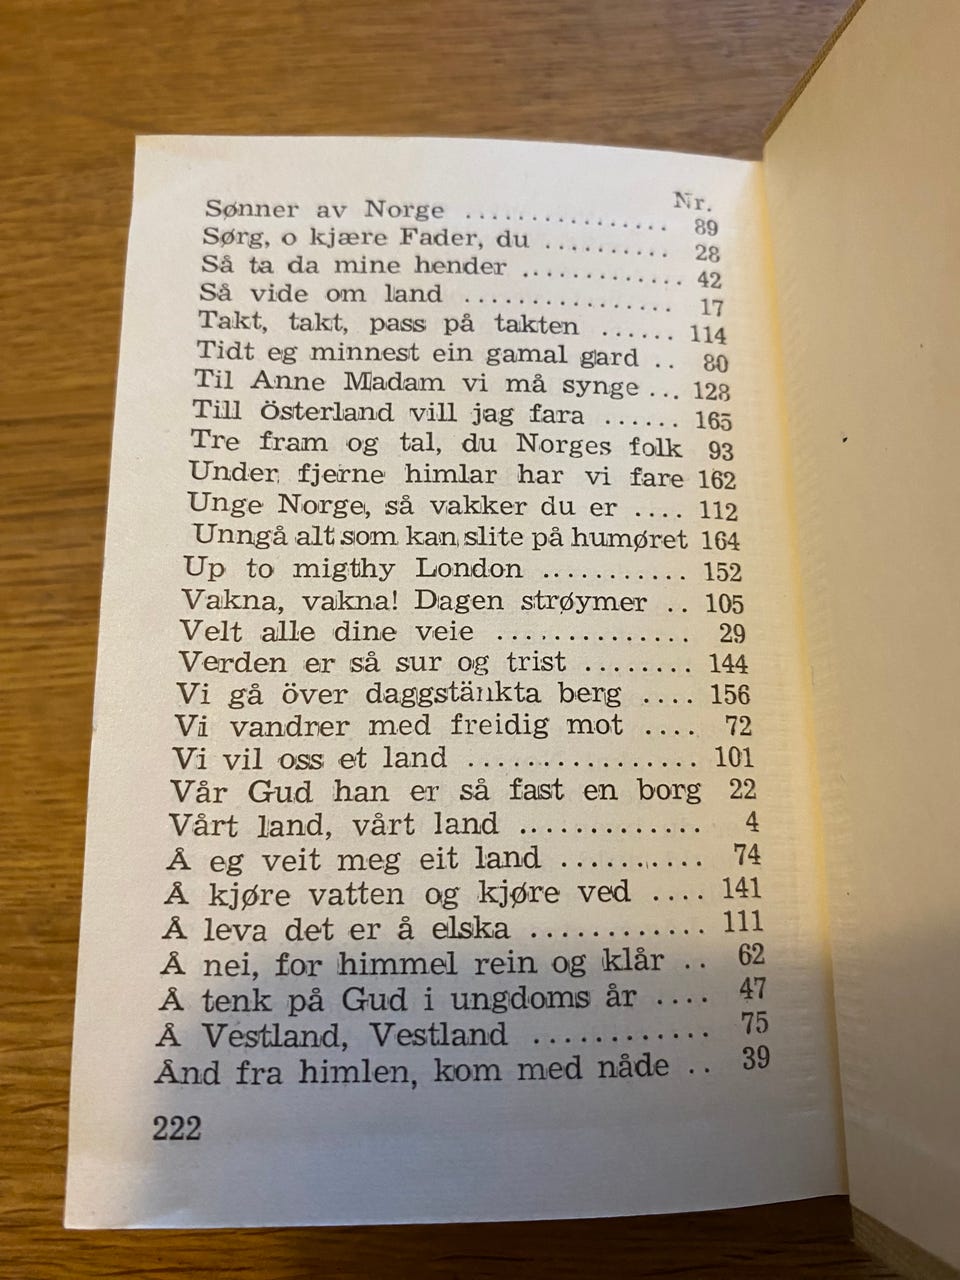 Nr.
Sønner av Norge ................ 89
Sørg, o kjære Fader, du .......... 28
Så ta da mine hender ............. 42
Så vide om land ................ 17
Takt, takt, pass på takten ...... 114
Tidt eg minnest ein gamal gard .. 80
Til Anne Madam vi må synge ... 128
Till Österland vill jag fara ...... 165
Tre fram og tal, du Norges folk 93
Under fjerne himlar har vi fare 162
Unge Norge, så vakker du er .... 112
Unngå alt som kan slite på humøret 164
Up to migthy London ........... 152
Vakna, vakna! Dagen strøymer .. 105
Velt alle dine veie ............... 29
Verden er så sur og trist ........ 144
Vi gå över daggstänkta berg .... 156
Vi vandrer med freidig mot .... 72
Vi vil oss et land ................. 101
Vår Gud han er så fast en borg 22
Vårt land, vårt land ............. 4
Å eg veit meg eit land ........... 74
Å kjøre vatten og kjøre ved .... 141
Å leva det er å elska ............ 111
Å nei, for himmel rein og klår .. 62
Å tenk på Gud i ungdoms år .... 47
Å Vestland, Vestland ............ 75
Ånd fra himlen, kom med nåde .. 39
222